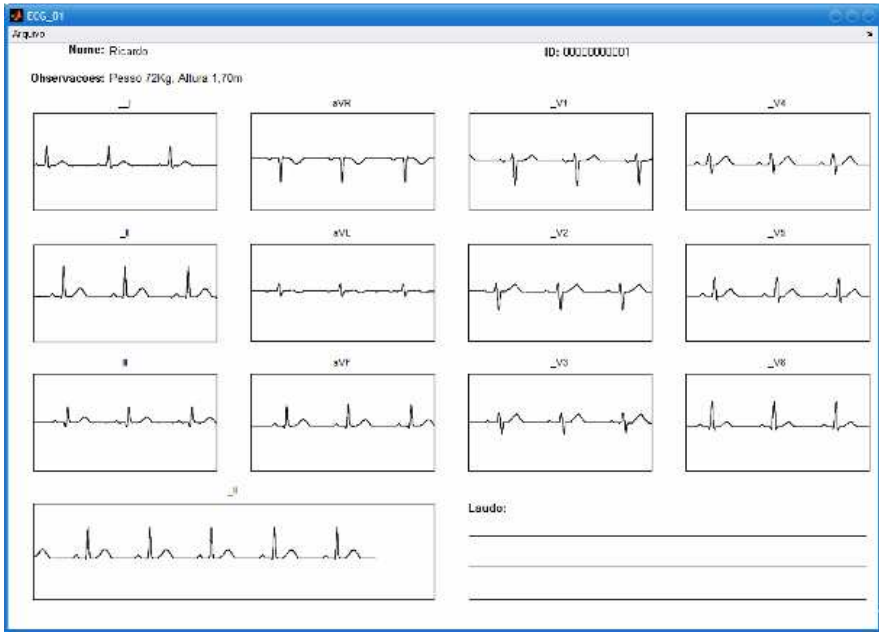 ECG_01
Arquivo
Nome: Ricardo
ID: 00000000001
Observacoes: Pesso 72Kg, Altura 1,70m
_I
aVR
_V1
_V4
_II
aVL
_V2
_V5
III
aVF
_V3
_V6
_II
Laudo: